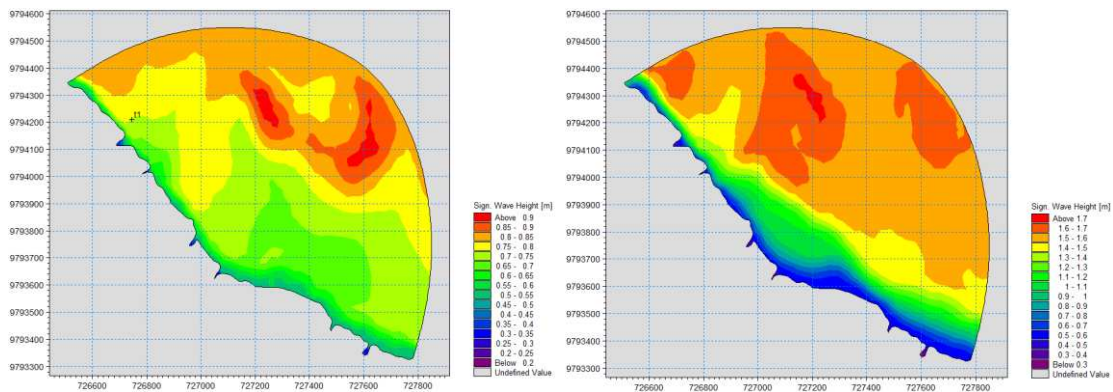 9794600
9794500
9794400
9794300
9794200
9794100
9794000
9793900
9793800
9793700
9793600
9793500
9793400
9793300
t1
726600 726800 727000 727200 727400 727600 727800
Sign. Wave Height [m]
Above 0.9
0.85 - 0.9
0.8 - 0.85
0.75 - 0.8
0.7 - 0.75
0.65 - 0.7
0.6 - 0.65
0.55 - 0.6
0.5 - 0.55
0.45 - 0.5
0.4 - 0.45
0.35 - 0.4
0.3 - 0.35
0.25 - 0.3
0.2 - 0.25
Below 0.2
Undefined Value
9794600
9794500
9794400
9794300
9794200
9794100
9794000
9793900
9793800
9793700
9793600
9793500
9793400
9793300
726600 726800 727000 727200 727400 727600 727800
Sign. Wave Height [m]
Above 1.7
1.6 - 1.7
1.5 - 1.6
1.4 - 1.5
1.3 - 1.4
1.2 - 1.3
1.1 - 1.2
1 - 1.1
0.9 - 1
0.8 - 0.9
0.7 - 0.8
0.6 - 0.7
0.5 - 0.6
0.4 - 0.5
0.3 - 0.4
Below 0.3
Undefined Value